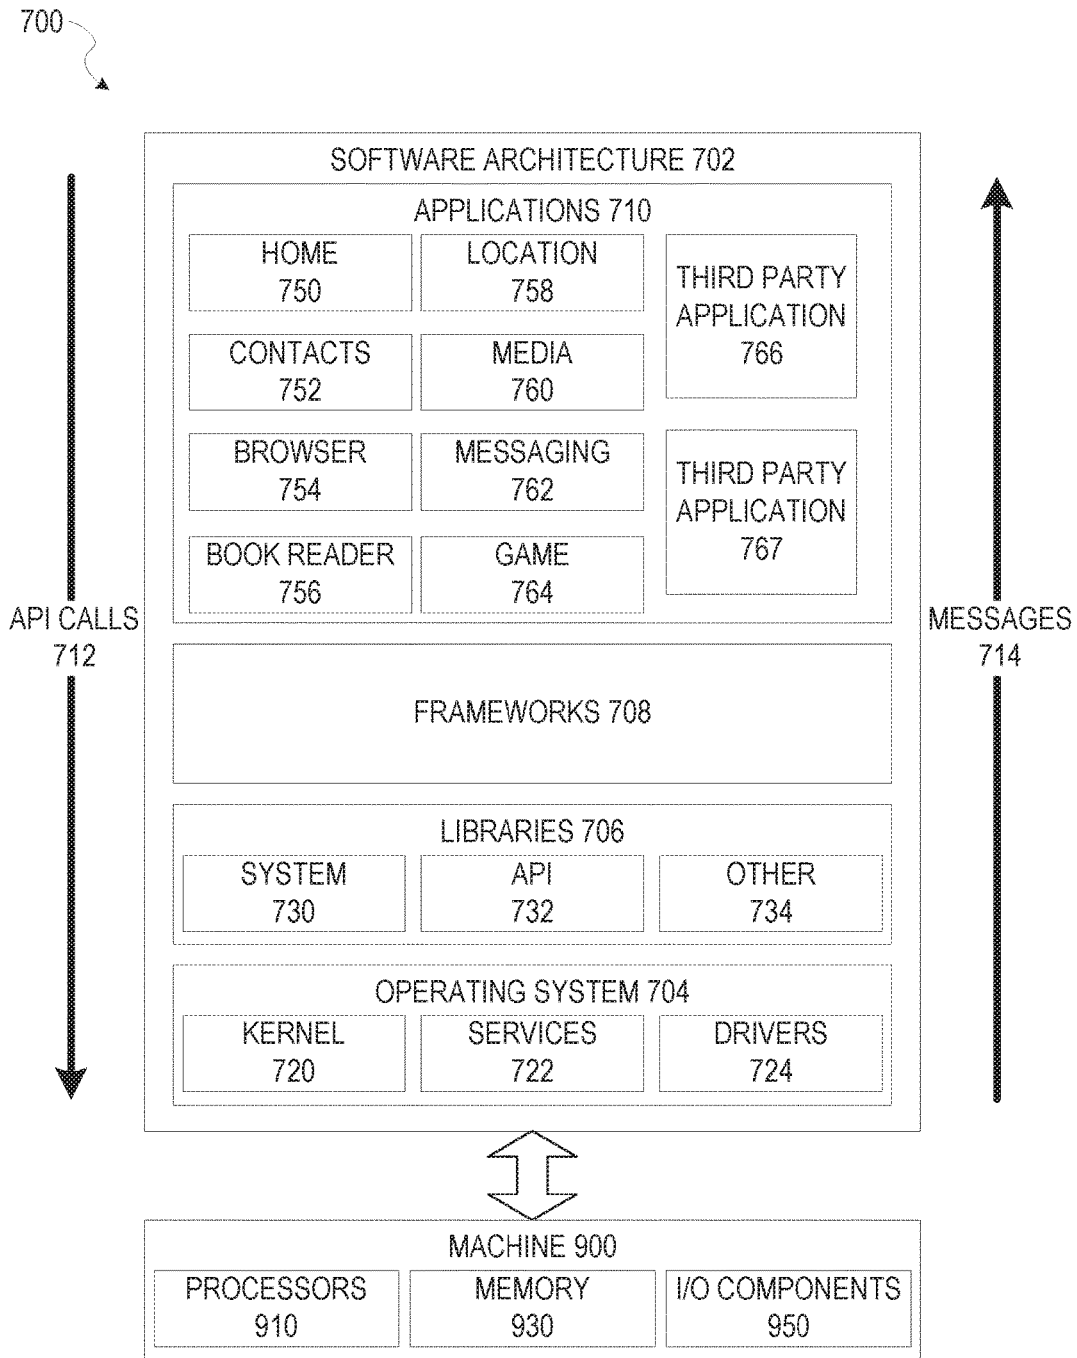 700
SOFTWARE ARCHITECTURE 702
APPLICATIONS 710
HOME
750
LOCATION
758
THIRD PARTY
APPLICATION
766
CONTACTS
752
MEDIA
760
BROWSER
754
MESSAGING
762
THIRD PARTY
APPLICATION
767
BOOK READER
756
GAME
764
API CALLS
712
MESSAGES
714
FRAMEWORKS 708
LIBRARIES 706
SYSTEM
730
API
732
OTHER
734
OPERATING SYSTEM 704
KERNEL
720
SERVICES
722
DRIVERS
724
MACHINE 900
PROCESSORS
910
MEMORY
930
I/O COMPONENTS
950